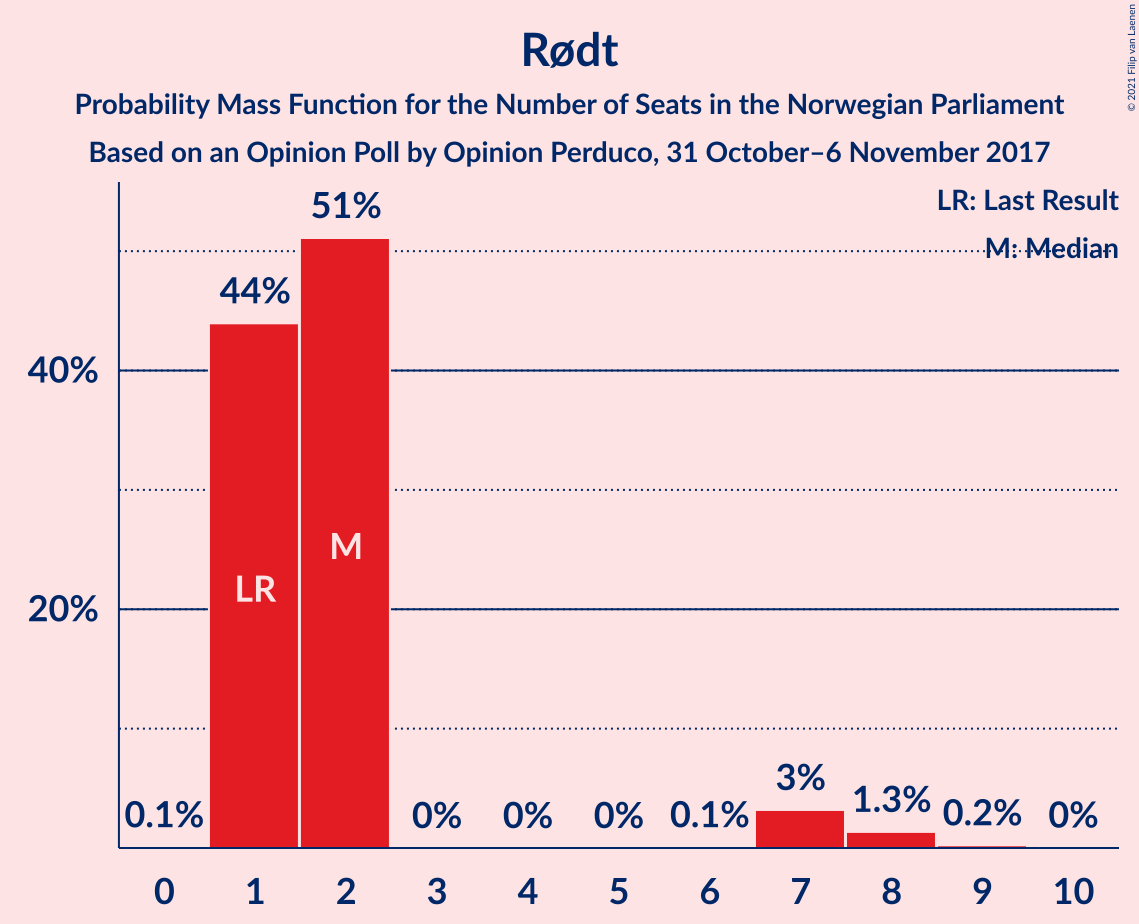 Rødt
Probability Mass Function for the Number of Seats in the Norwegian Parliament
Based on an Opinion Poll by Opinion Perduco, 31 October–6 November 2017
© 2021 Filip van Laenen
LR: Last Result
M: Median
51%
44%
40%
M
LR
20%
0.1% 0% 0% 0% 0.1% 3% 1.3% 0.2% 0%
0 1 2 3 4 5 6 7 8 9 10